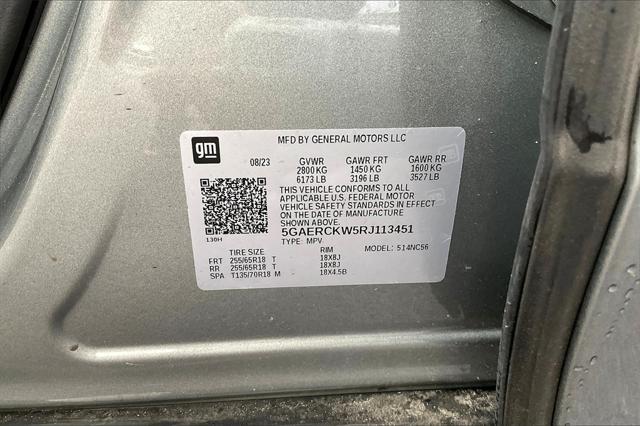 gm
MFD BY GENERAL MOTORS LLC
08/23 GVWR GAWR FRT GAWR RR
2800 KG 1450 KG 1600 KG
6173 LB 3196 LB 3527 LB
THIS VEHICLE CONFORMS TO ALL
APPLICABLE U.S. FEDERAL MOTOR
VEHICLE SAFETY STANDARDS IN EFFECT
ON THE DATE OF MANUFACTURE
SHOWN ABOVE.
130H
5GAERCKW5RJ113451
TYPE: MPV MODEL: 514NC56
TIRE SIZE RIM
FRT 255/65R18 T 18X8J
RR 255/65R18 T 18X8J
SPA T135/70R18 M 18X4.5B